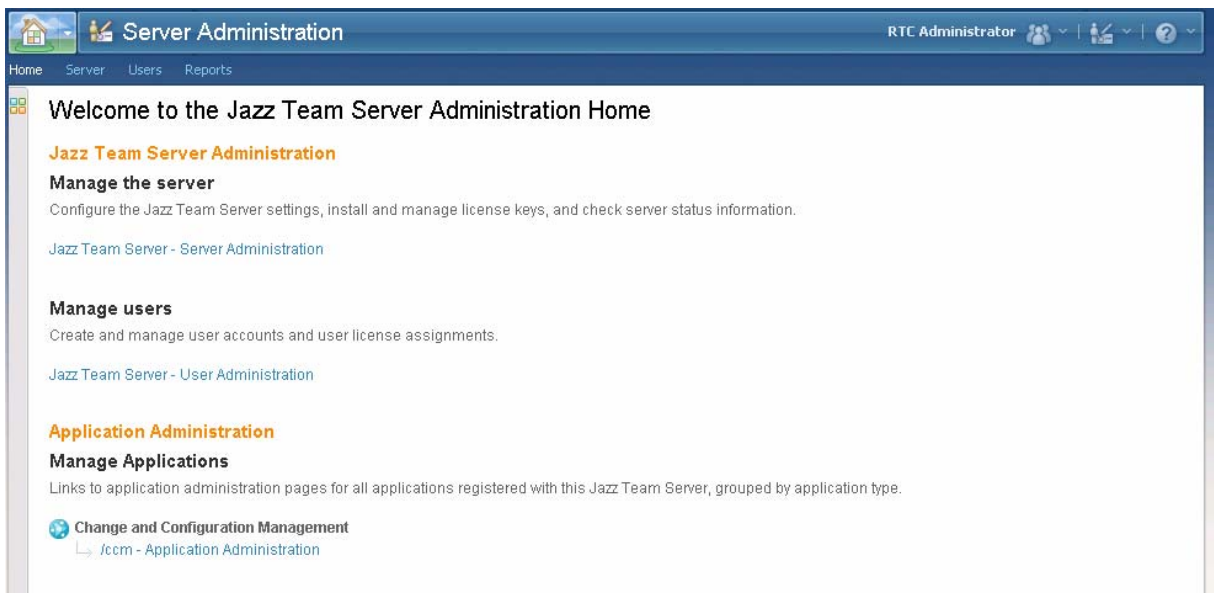 Server Administration
RTC Administrator
Home Server Users Reports
Welcome to the Jazz Team Server Administration Home
Jazz Team Server Administration
Manage the server
Configure the Jazz Team Server settings, install and manage license keys, and check server status information.
Jazz Team Server - Server Administration
Manage users
Create and manage user accounts and user license assignments.
Jazz Team Server - User Administration
Application Administration
Manage Applications
Links to application administration pages for all applications registered with this Jazz Team Server, grouped by application type.
Change and Configuration Management
/ccm - Application Administration